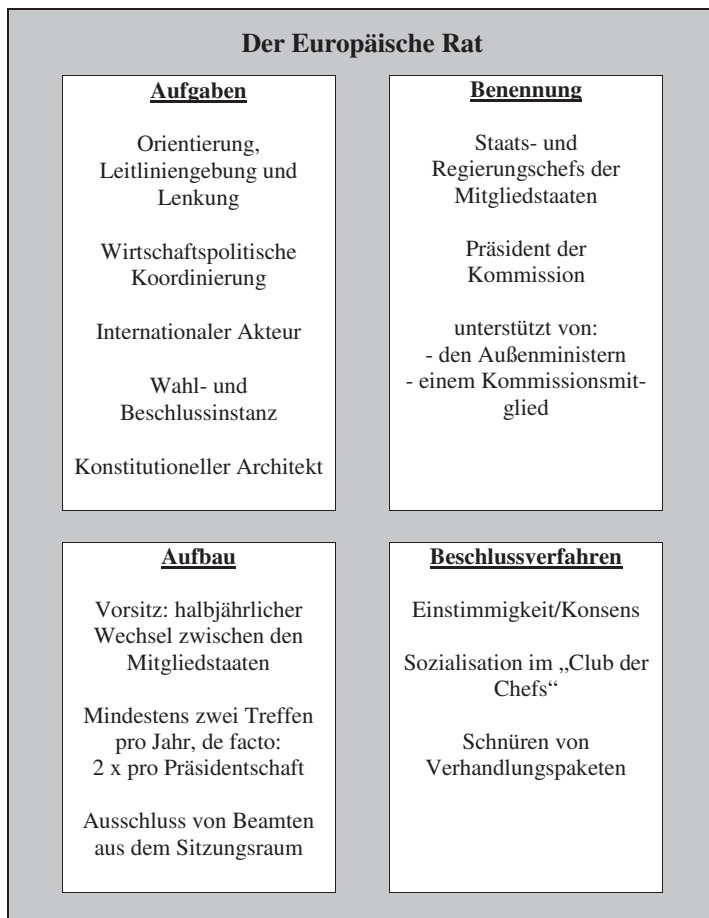 Der Europäische Rat
Aufgaben
Orientierung,
Leitliniengebung und
Lenkung
Wirtschaftspolitische
Koordinierung
Internationaler Akteur
Wahl- und
Beschlussinstanz
Konstitutioneller Architekt
Benennung
Staats- und
Regierungschefs der
Mitgliedstaaten
Präsident der
Kommission
unterstützt von:
- den Außenministern
- einem Kommissionsmit-
glied
Aufbau
Vorsitz: halbjährlicher
Wechsel zwischen den
Mitgliedstaaten
Mindestens zwei Treffen
pro Jahr, de facto:
2 x pro Präsidentschaft
Ausschluss von Beamten
aus dem Sitzungsraum
Beschlussverfahren
Einstimmigkeit/Konsens
Sozialisation im „Club der
Chefs“
Schnüren von
Verhandlungspaketen